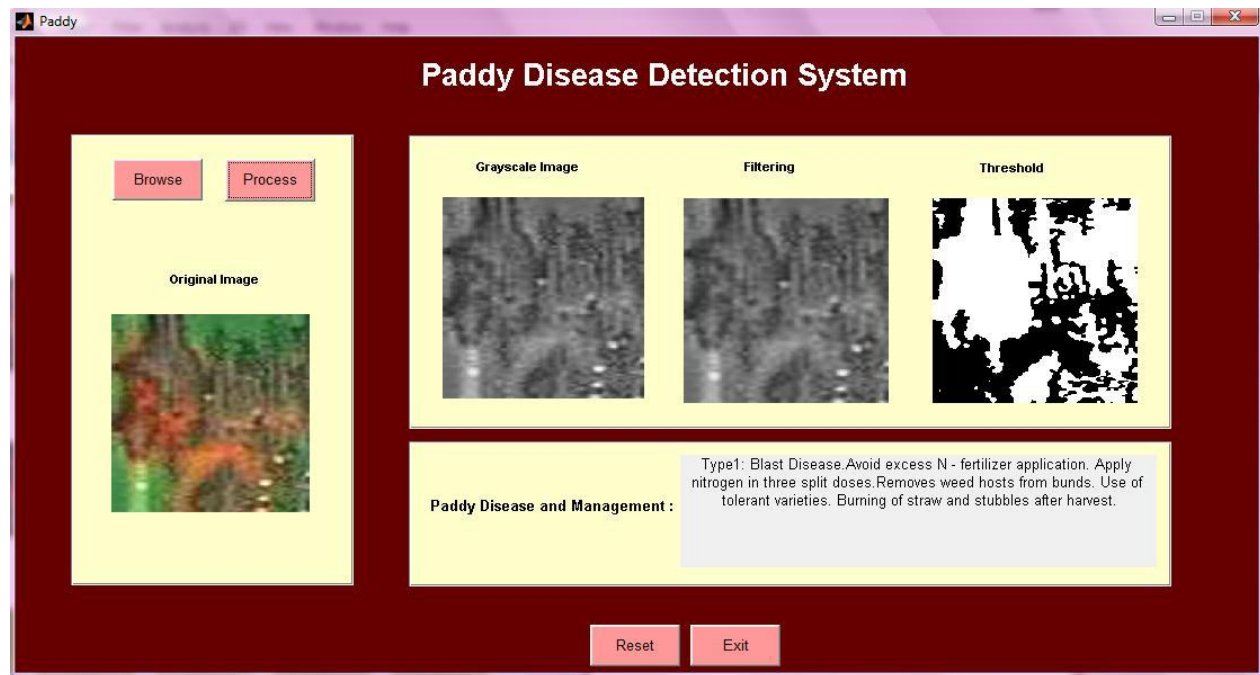 Paddy
Paddy Disease Detection System
Browse
Process
Original Image
Grayscale Image
Filtering
Threshold
Paddy Disease and Management :
Type1: Blast Disease.Avoid excess N - fertilizer application. Apply
nitrogen in three split doses.Removes weed hosts from bunds. Use of
tolerant varieties. Burning of straw and stubbles after harvest.
Reset
Exit